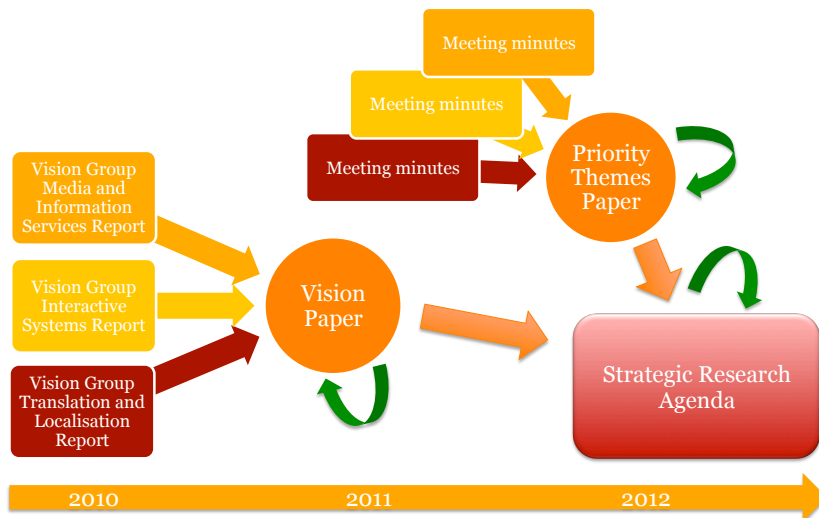 Meeting minutes
Meeting minutes
Meeting minutes
Priority
Themes
Paper
Vision Group
Media and
Information
Services Report
Vision Group
Interactive
Systems Report
Vision Group
Translation and
Localisation
Report
Vision
Paper
Strategic Research
Agenda
2010
2011
2012